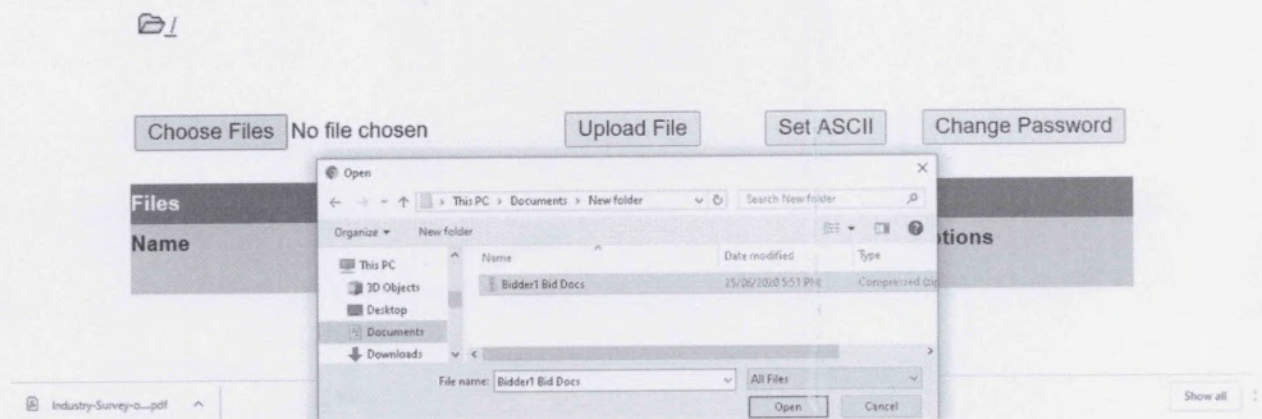 /
Choose Files No file chosen Upload File Set ASCII Change Password
Open
This PC > Documents > New folder Search New folder
Organize New folder
Files
Name
Options
Name Date modified Type
This PC
3D Objects
Desktop
Documents
Downloads
Bidder1 Bid Docs 25/06/2020 5:51 PM Compressed (zip
File name: Bidder1 Bid Docs All Files
Open Cancel
Industry-Survey-o....pdf Show all